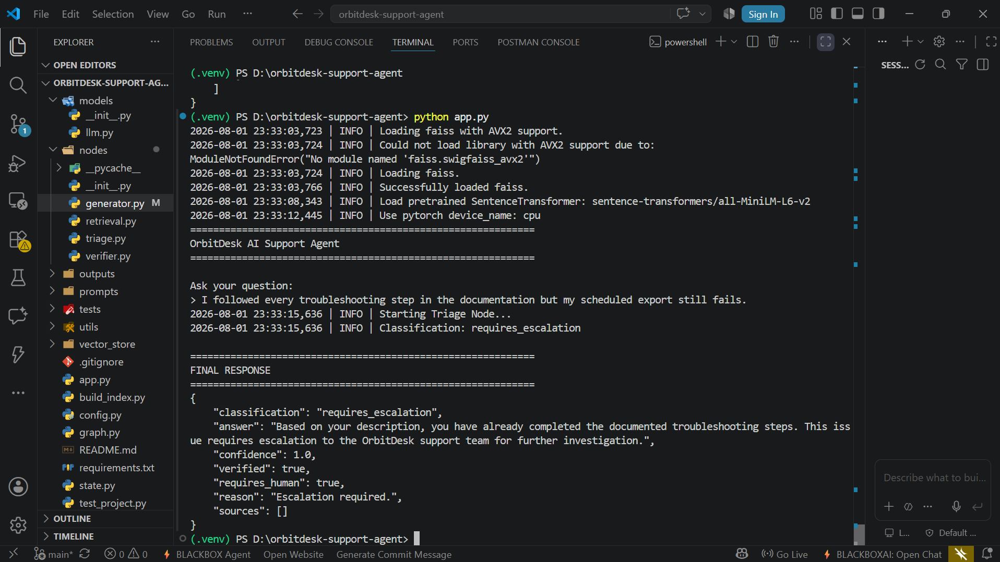 File Edit Selection View Go Run ··· orbitdesk-support-agent Sign In
EXPLORER ···
OPEN EDITORS
ORBITDESK-SUPPORT-AG...
models
__init__.py
llm.py
nodes
__pycache__
__init__.py
generator.py M
retrieval.py
triage.py
verifier.py
outputs
prompts
tests
utils
vector_store
.gitignore
app.py
build_index.py
config.py
graph.py
README.md
requirements.txt
state.py
test_project.py
OUTLINE
TIMELINE
1
PROBLEMS OUTPUT DEBUG CONSOLE TERMINAL PORTS POSTMAN CONSOLE powershell
(.venv) PS D:\orbitdesk-support-agent
]
}
(.venv) PS D:\orbitdesk-support-agent> python app.py
2026-08-01 23:33:03,723 | INFO | Loading faiss with AVX2 support.
2026-08-01 23:33:03,724 | INFO | Could not load library with AVX2 support due to:
ModuleNotFoundError("No module named 'faiss.swigfaiss_avx2'")
2026-08-01 23:33:03,724 | INFO | Loading faiss.
2026-08-01 23:33:03,766 | INFO | Successfully loaded faiss.
2026-08-01 23:33:08,343 | INFO | Load pretrained SentenceTransformer: sentence-transformers/all-MiniLM-L6-v2
2026-08-01 23:33:12,445 | INFO | Use pytorch device_name: cpu
============================================================
OrbitDesk AI Support Agent
============================================================
Ask your question:
> I followed every troubleshooting step in the documentation but my scheduled export still fails.
2026-08-01 23:33:15,636 | INFO | Starting Triage Node...
2026-08-01 23:33:15,636 | INFO | Classification: requires_escalation
============================================================
FINAL RESPONSE
============================================================
{
"classification": "requires_escalation",
"answer": "Based on your description, you have already completed the documented troubleshooting steps. This iss
ue requires escalation to the OrbitDesk support team for further investigation.",
"confidence": 1.0,
"verified": true,
"requires_human": true,
"reason": "Escalation required.",
"sources": []
}
(.venv) PS D:\orbitdesk-support-agent>
SESS...
Describe what to bui...
L... Default ...
main* 0 0 BLACKBOX Agent Open Website Generate Commit Message Go Live BLACKBOXAI: Open Chat